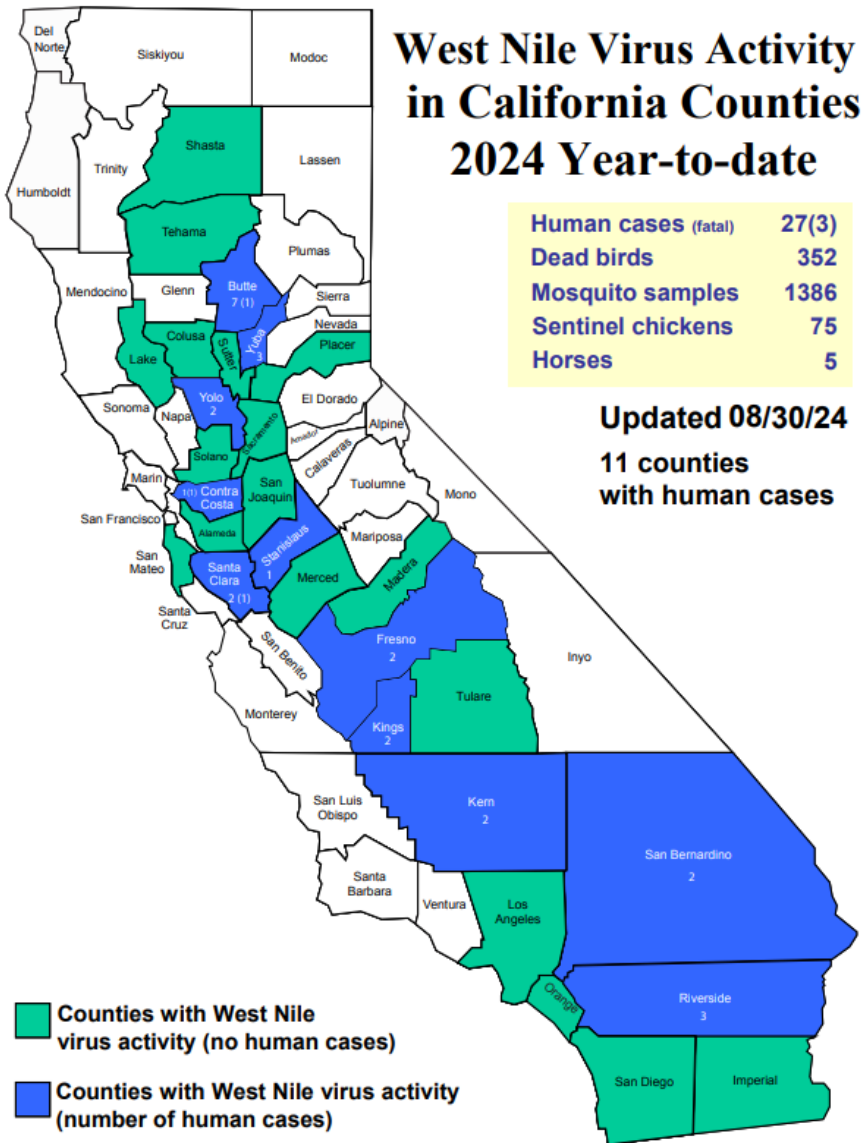 West Nile Virus Activity
in California Counties
2024 Year-to-date
Human cases (fatal) 27(3)
Dead birds 352
Mosquito samples 1386
Sentinel chickens 75
Horses 5
Updated 08/30/24
11 counties
with human cases
Del
Norte
Siskiyou
Modoc
Shasta
Trinity
Lassen
Humboldt
Tehama
Plumas
Butte
7 (1)
Mendocino
Glenn
Sierra
Nevada
Colusa
Sutter
Yuba
3
Placer
Lake
El Dorado
Yolo
2
Sonoma
Napa
Sacramento
Amador
Alpine
Solano
Calaveras
Marin
1(1) Contra
Costa
San
Joaquin
Tuolumne
Mono
San Francisco
Alameda
Stanislaus
1
Mariposa
San
Mateo
Santa
Clara
2 (1)
Merced
Madera
Santa
Cruz
San Benito
Fresno
2
Inyo
Monterey
Kings
2
Tulare
San Luis
Obispo
Kern
2
San Bernardino
2
Santa
Barbara
Ventura
Los
Angeles
Orange
Riverside
3
San Diego
Imperial
Counties with West Nile
virus activity (no human cases)
Counties with West Nile virus activity
(number of human cases)